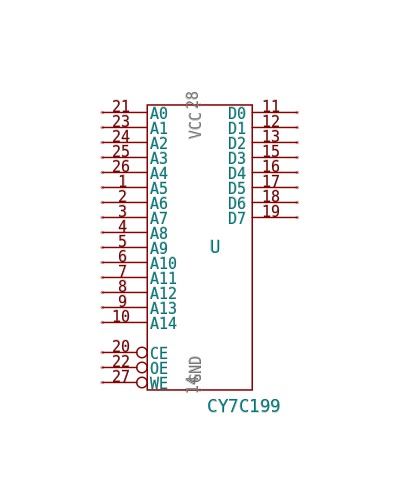 28
VCC
21 A0 D0 11
23 A1 D1 12
24 A2 D2 13
25 A3 D3 15
26 A4 D4 16
1 A5 D5 17
2 A6 D6 18
3 A7 D7 19
4 A8
5 A9 U
6 A10
7 A11
8 A12
9 A13
10 A14
20 CE
22 OE
27 WE
GND
14
CY7C199